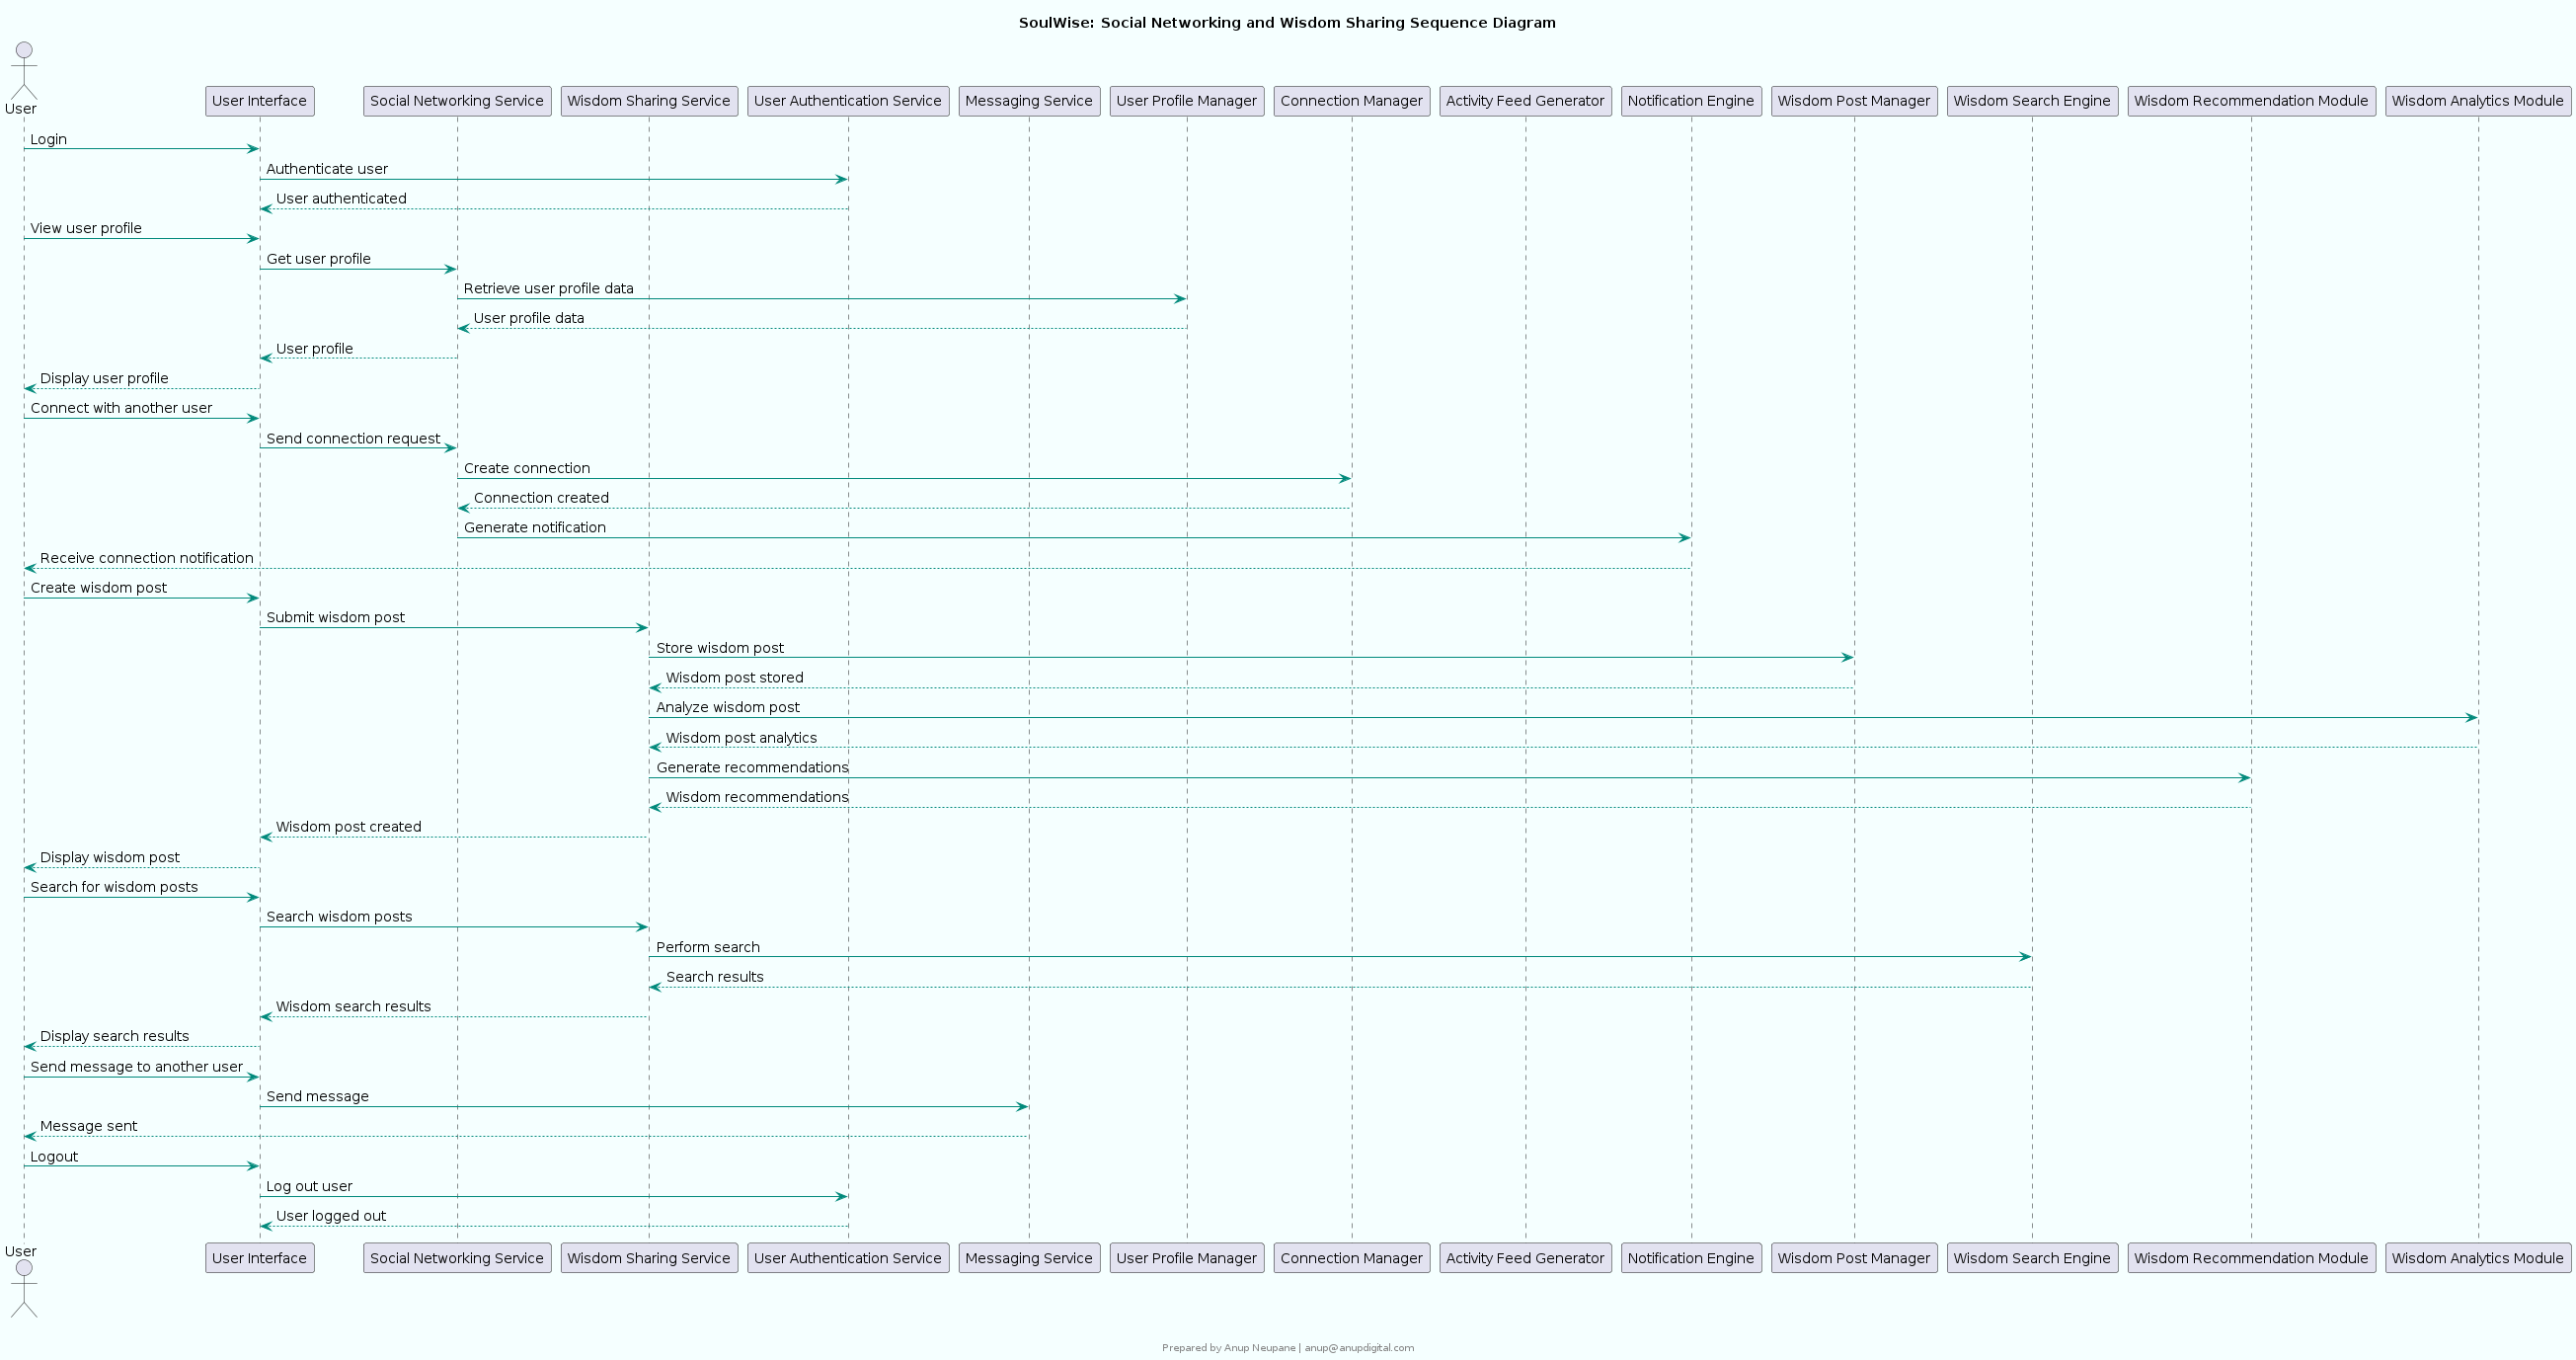 SoulWise: Social Networking and Wisdom Sharing Sequence Diagram
User
User Interface
Social Networking Service
Wisdom Sharing Service
User Authentication Service
Messaging Service
User Profile Manager
Connection Manager
Activity Feed Generator
Notification Engine
Wisdom Post Manager
Wisdom Search Engine
Wisdom Recommendation Module
Wisdom Analytics Module
Login
Authenticate user
User authenticated
View user profile
Get user profile
Retrieve user profile data
User profile data
User profile
Display user profile
Connect with another user
Send connection request
Create connection
Connection created
Generate notification
Receive connection notification
Create wisdom post
Submit wisdom post
Store wisdom post
Wisdom post stored
Analyze wisdom post
Wisdom post analytics
Generate recommendations
Wisdom recommendations
Wisdom post created
Display wisdom post
Search for wisdom posts
Search wisdom posts
Perform search
Search results
Wisdom search results
Display search results
Send message to another user
Send message
Message sent
Logout
Log out user
User logged out
User
User Interface
Social Networking Service
Wisdom Sharing Service
User Authentication Service
Messaging Service
User Profile Manager
Connection Manager
Activity Feed Generator
Notification Engine
Wisdom Post Manager
Wisdom Search Engine
Wisdom Recommendation Module
Wisdom Analytics Module
Prepared by Anup Neupane | anup@anupdigital.com